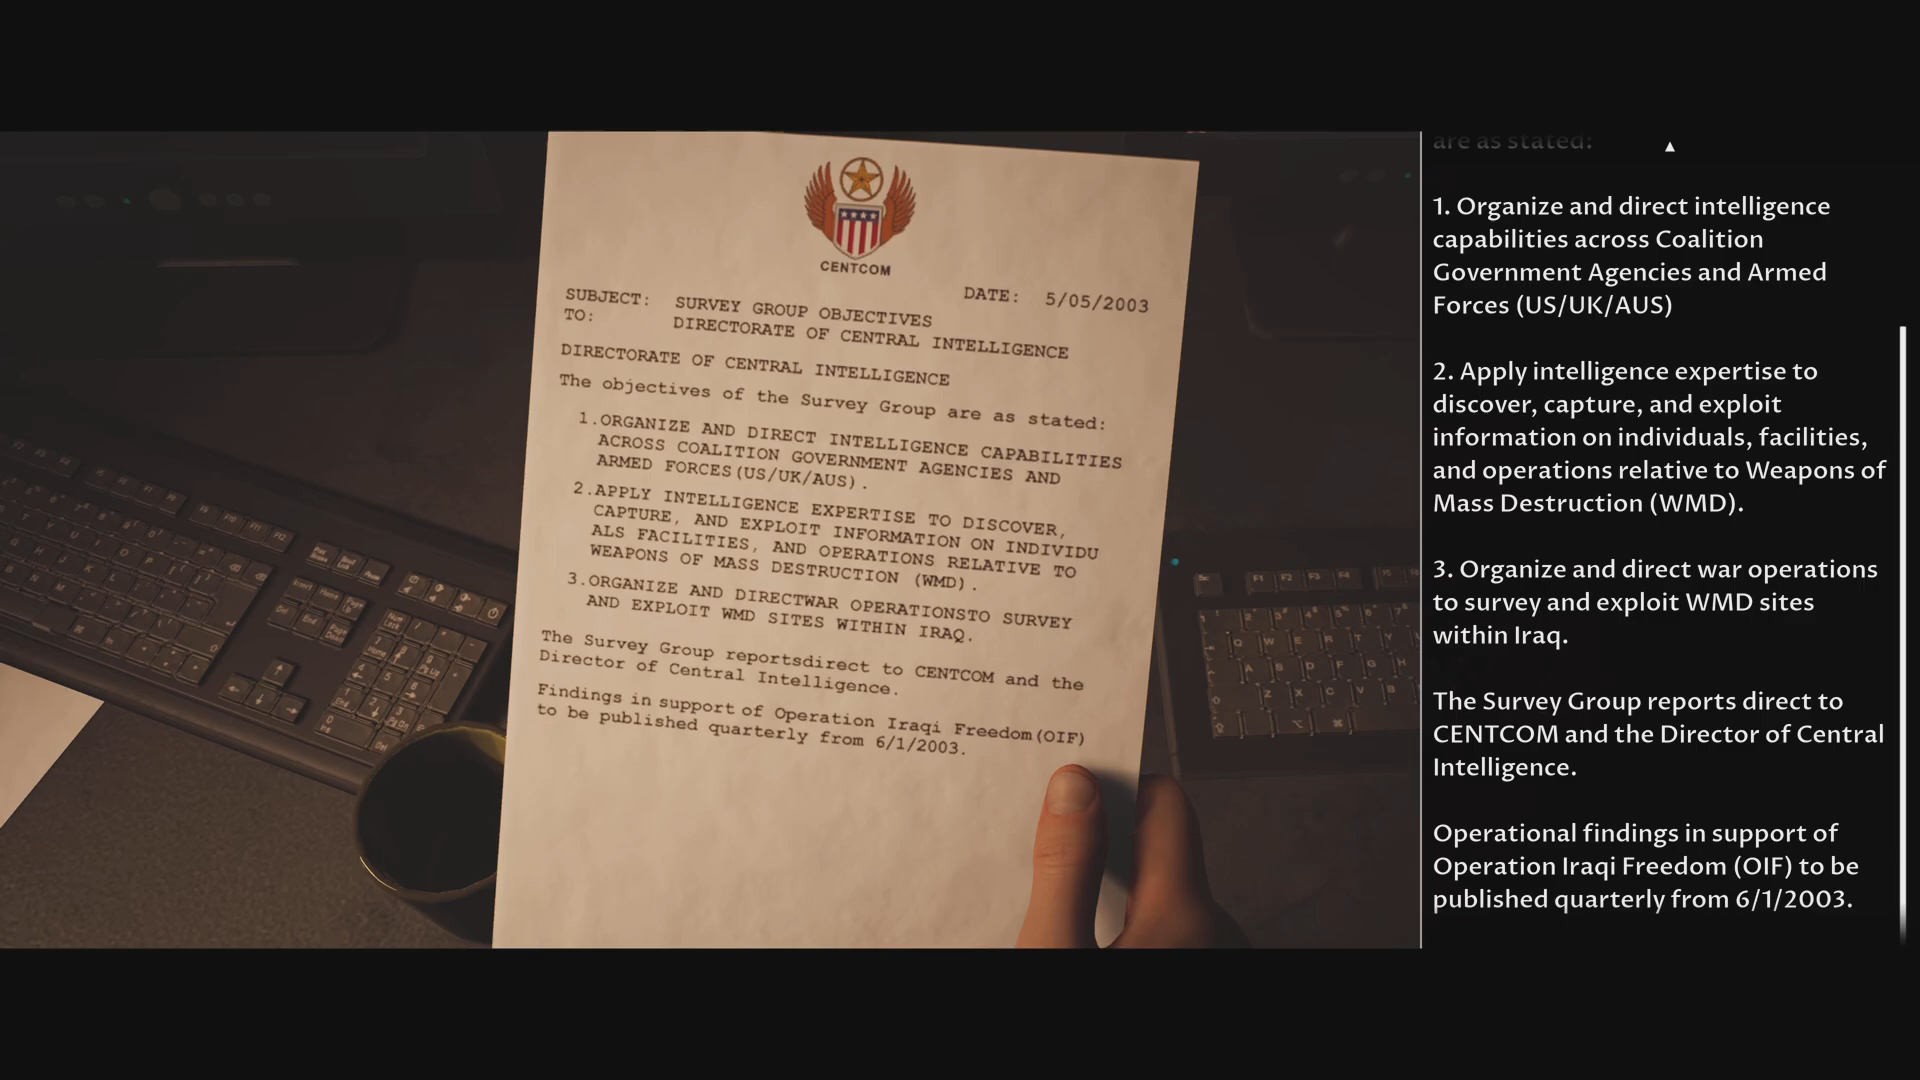 CENTCOM
DATE: 5/05/2003
SUBJECT: SURVEY GROUP OBJECTIVES
TO: DIRECTORATE OF CENTRAL INTELLIGENCE
DIRECTORATE OF CENTRAL INTELLIGENCE
The objectives of the Survey Group are as stated:
1.ORGANIZE AND DIRECT INTELLIGENCE CAPABILITIES
ACROSS COALITION GOVERNMENT AGENCIES AND
ARMED FORCES(US/UK/AUS).
2.APPLY INTELLIGENCE EXPERTISE TO DISCOVER,
CAPTURE, AND EXPLOIT INFORMATION ON INDIVIDU
ALS FACILITIES, AND OPERATIONS RELATIVE TO
WEAPONS OF MASS DESTRUCTION (WMD).
3.ORGANIZE AND DIRECTWAR OPERATIONSTO SURVEY
AND EXPLOIT WMD SITES WITHIN IRAQ.
The Survey Group reportsdirect to CENTCOM and the
Director of Central Intelligence.
Findings in support of Operation Iraqi Freedom(OIF)
to be published quarterly from 6/1/2003.
are as stated:
1. Organize and direct intelligence
capabilities across Coalition
Government Agencies and Armed
Forces (US/UK/AUS)
2. Apply intelligence expertise to
discover, capture, and exploit
information on individuals, facilities,
and operations relative to Weapons of
Mass Destruction (WMD).
3. Organize and direct war operations
to survey and exploit WMD sites
within Iraq.
The Survey Group reports direct to
CENTCOM and the Director of Central
Intelligence.
Operational findings in support of
Operation Iraqi Freedom (OIF) to be
published quarterly from 6/1/2003.